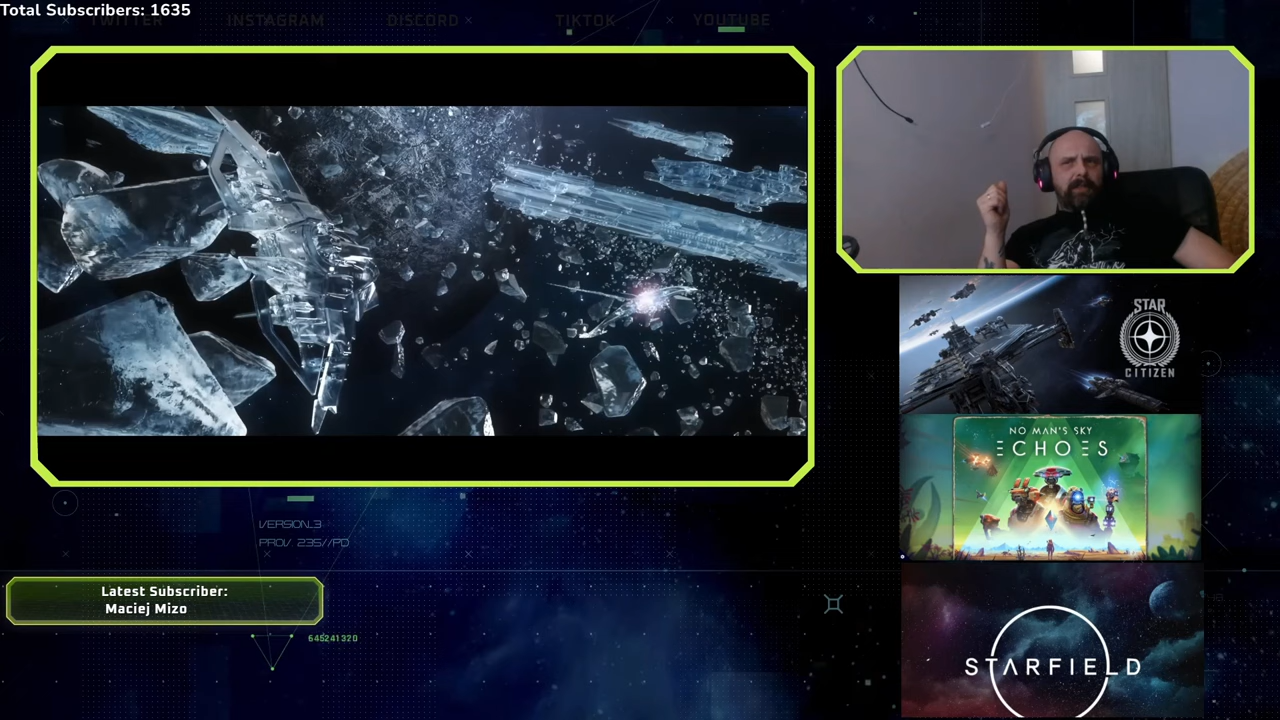 Total Subscribers: 1635
TWITTER
INSTAGRAM
DISCORD
TIKTOK
YOUTUBE
STAR
CITIZEN
NO MAN'S SKY
ECHOES
VERSION.3
PROV. 235//PD
Latest Subscriber:
Maciej Mizo
645241320
STARFIELD